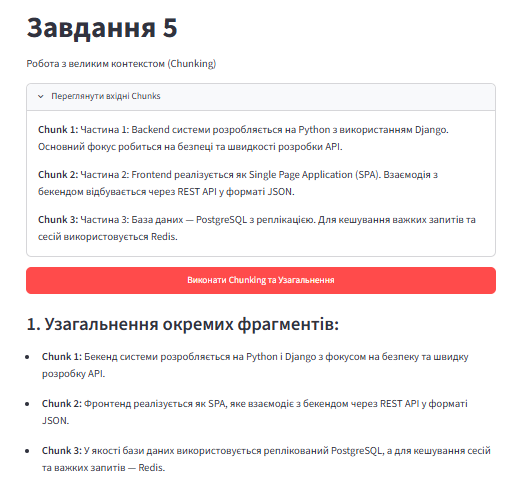 Завдання 5
Робота з великим контекстом (Chunking)
Переглянути вхідні Chunks
Chunk 1: Частина 1: Backend системи розробляється на Python з використанням Django.
Основний фокус робиться на безпеці та швидкості розробки API.
Chunk 2: Частина 2: Frontend реалізується як Single Page Application (SPA). Взаємодія з
бекендом відбувається через REST API у форматі JSON.
Chunk 3: Частина 3: База даних — PostgreSQL з реплікацією. Для кешування важких запитів та
сесій використовується Redis.
Виконати Chunking та Узагальнення
1. Узагальнення окремих фрагментів:
Chunk 1: Бекенд системи розробляється на Python і Django з фокусом на безпеку та швидку
розробку API.
Chunk 2: Фронтенд реалізується як SPA, яке взаємодіє з бекендом через REST API у форматі
JSON.
Chunk 3: У якості бази даних використовується реплікований PostgreSQL, а для кешування сесій
та важких запитів — Redis.